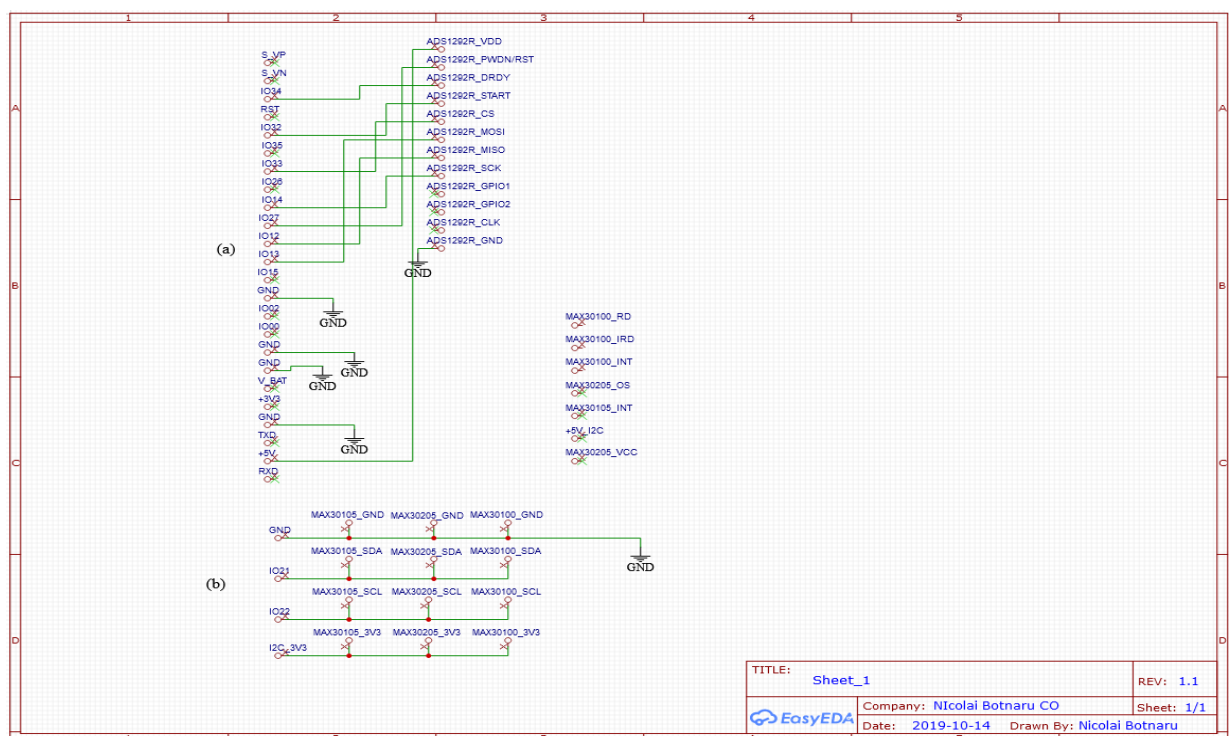 1 2 3 4 5
A
B
C
D
A
B
C
D
S_VP
S_VN
IO34
RST
IO32
IO35
IO33
IO26
IO14
IO27
IO12
IO13
IO15
GND
IO02
IO00
GND
GND
V_BAT
+3V3
GND
TXD
+5V
RXD
(a)
ADS1292R_VDD
ADS1292R_PWDN/RST
ADS1292R_DRDY
ADS1292R_START
ADS1292R_CS
ADS1292R_MOSI
ADS1292R_MISO
ADS1292R_SCK
ADS1292R_GPIO1
ADS1292R_GPIO2
ADS1292R_CLK
ADS1292R_GND
GND
GND
GND
GND
GND
MAX30100_RD
MAX30100_IRD
MAX30100_INT
MAX30205_OS
MAX30105_INT
+5V_I2C
MAX30205_VCC
(b)
MAX30105_GND MAX30205_GND MAX30100_GND
GND
GND
MAX30105_SDA MAX30205_SDA MAX30100_SDA
IO21
MAX30105_SCL MAX30205_SCL MAX30100_SCL
IO22
MAX30105_3V3 MAX30205_3V3 MAX30100_3V3
I2C_3V3
TITLE:
Sheet_1
REV: 1.1
EasyEDA
Company: NIcolai Botnaru CO
Sheet: 1/1
Date: 2019-10-14 Drawn By: Nicolai Botnaru